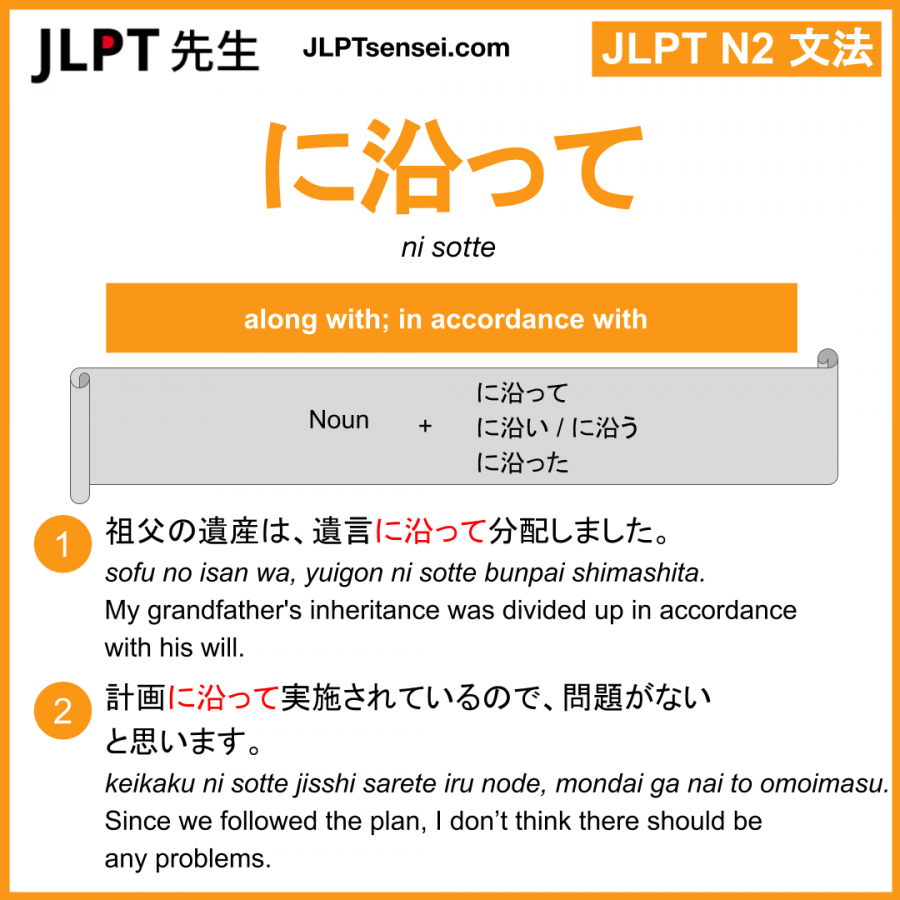 JLPT 先生
JLPTsensei.com
JLPT N2 文法
に沿って
ni sotte
along with; in accordance with
Noun + に沿って
に沿い / に沿う
に沿った
1 祖父の遺産は、遺言に沿って分配しました。
sofu no isan wa, yuigon ni sotte bunpai shimashita.
My grandfather's inheritance was divided up in accordance
with his will.
2 計画に沿って実施されているので、問題がない
と思います。
keikaku ni sotte jisshi sarete iru node, mondai ga nai to omoimasu.
Since we followed the plan, I don’t think there should be
any problems.